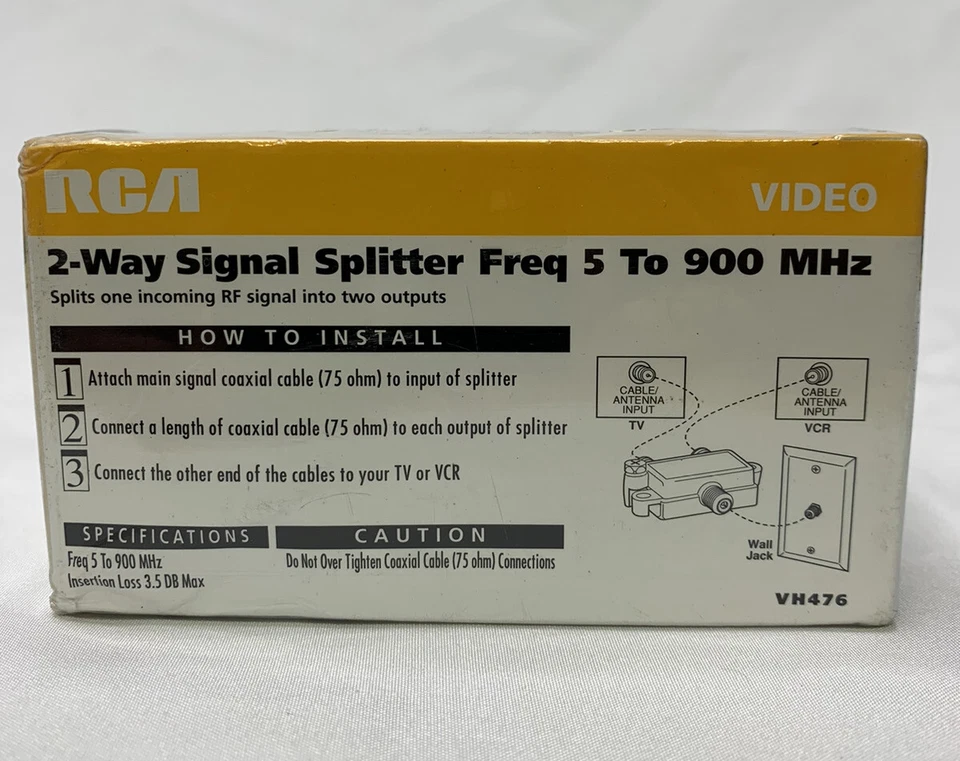 RCA
VIDEO
2-Way Signal Splitter Freq 5 To 900 MHz
Splits one incoming RF signal into two outputs
HOW TO INSTALL
1 Attach main signal coaxial cable (75 ohm) to input of splitter
2 Connect a length of coaxial cable (75 ohm) to each output of splitter
3 Connect the other end of the cables to your TV or VCR
CABLE/
ANTENNA
INPUT
TV
CABLE/
ANTENNA
INPUT
VCR
Wall
Jack
SPECIFICATIONS
Freq 5 To 900 MHz
Insertion Loss 3.5 DB Max
CAUTION
Do Not Over Tighten Coaxial Cable (75 ohm) Connections
VH476